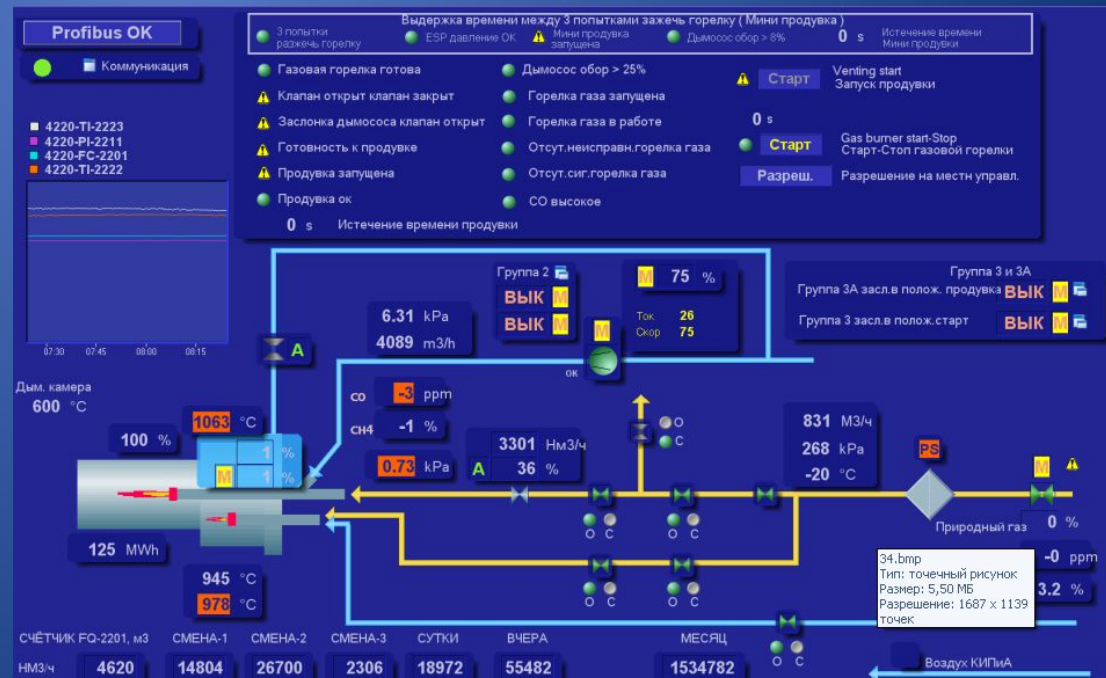 Profibus OK
Коммуникация
Выдержка времени между 3 попытками зажечь горелку ( Мини продувка )
3 попытки
разжечь горелку
ESP давление ОК
Мини продувка
запущена
Дымосос обор > 8%
0 s
Истечение времени
Мини продувки
Газовая горелка готова
Клапан открыт клапан закрыт
Заслонка дымососа клапан открыт
Готовность к продувке
Продувка запущена
Продувка ок
0 s Истечение времени продувки
Дымосос обор > 25%
Горелка газа запущена
Горелка газа в работе
Отсут.неисправн.горелка газа
Отсут.сиг.горелка газа
СО высокое
Старт
Venting start
Запуск продувки
0 s
Старт
Gas burner start-Stop
Старт-Стоп газовой горелки
Разреш.
Разрешение на местн управл.
4220-TI-2223
4220-PI-2211
4220-FC-2201
4220-TI-2222
07:30 07:45 08:00 08:15
Группа 2
ВЫК M
ВЫК M
M 75 %
Ток 26
Скор 75
M
ок
Группа 3 и 3А
Группа 3А засл.в полож. продувка ВЫК M
Группа 3 засл.в полож.старт ВЫК M
6.31 kPa
4089 m3/h
A
Дым. камера
600 °C
1063 °C
100 %
1 %
M 1 %
CO -3 ppm
CH4 -1 %
0.73 kPa
A
3301 Нм3/ч
36 %
O
C
831 М3/ч
268 kPa
-20 °C
PS
M
Природный газ 0 %
O C
O C
O C
125 MWh
945 °C
978 °C
-0 ppm
3.2 %
34.bmp
Тип: точечный рисунок
Размер: 5,50 МБ
Разрешение: 1687 x 1139
точек
O C
Воздух КИПиА
СЧЁТЧИК FQ-2201, м3 СМЕНА-1 СМЕНА-2 СМЕНА-3 СУТКИ ВЧЕРА МЕСЯЦ
НМ3/ч 4620 14804 26700 2306 18972 55482 1534782